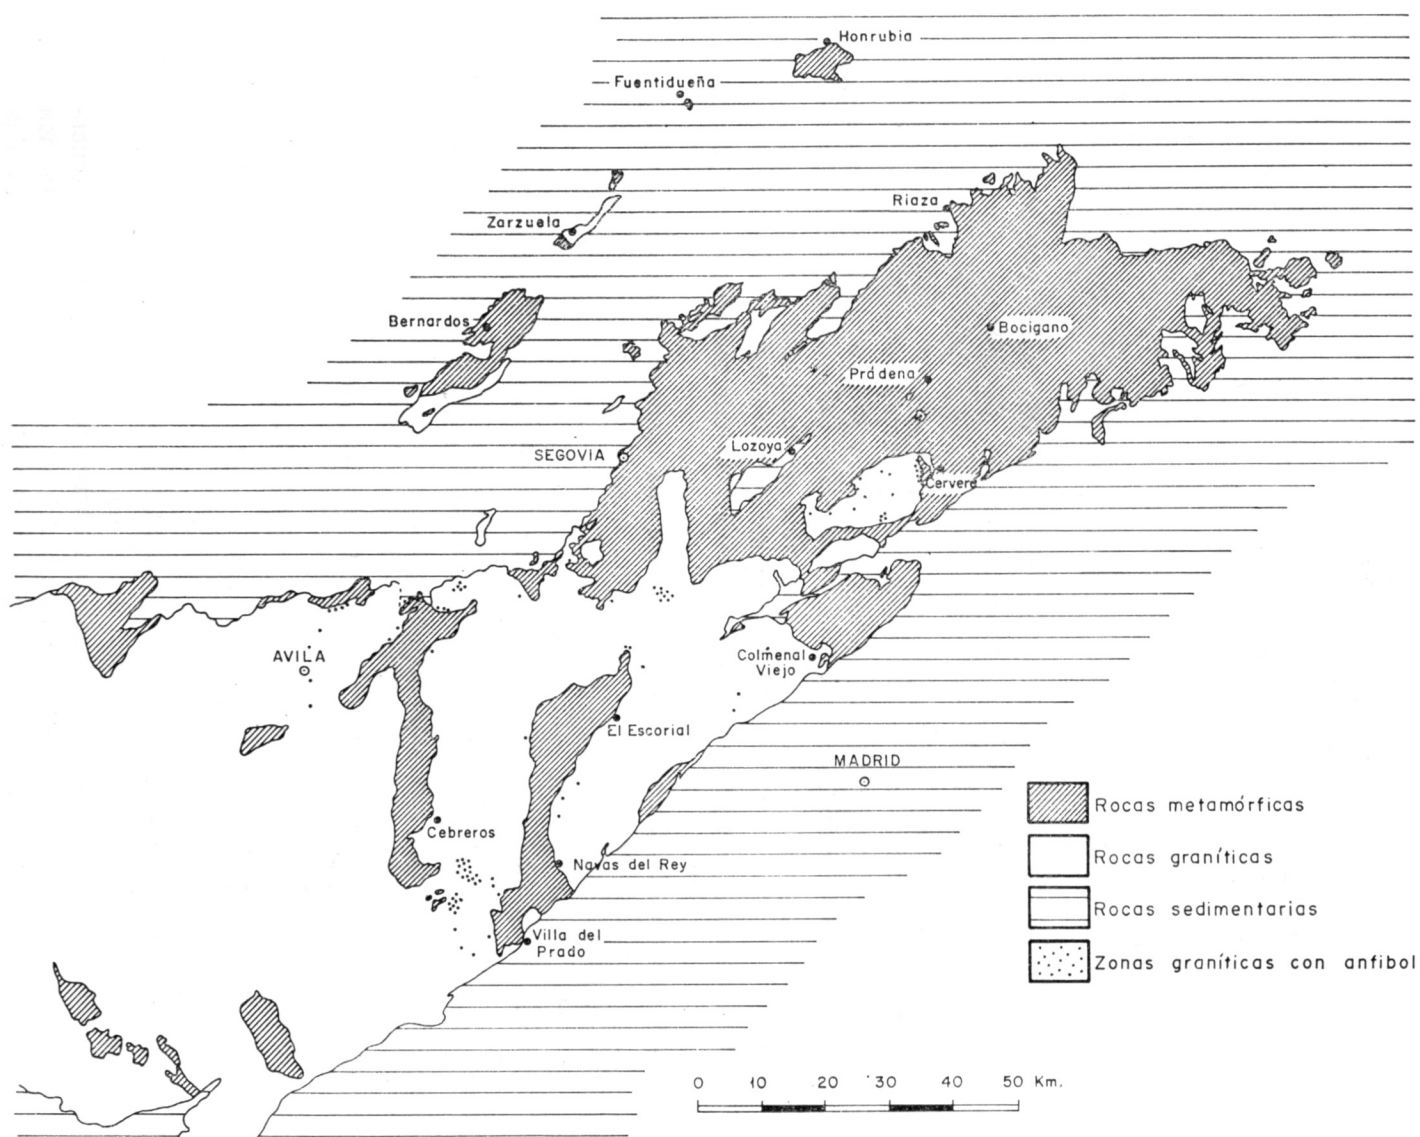 Honrubia
Fuentidueña
Riaza
Zarzuela
Bernardos
Bocigano
Prádena
Lozoya
SEGOVIA
Cervera
AVILA
Colmenal
Viejo
El Escorial
MADRID
Cebreros
Navas del Rey
Villa del
Prado
Rocas metamórficas
Rocas graníticas
Rocas sedimentarias
Zonas graníticas con anfibol
0 10 20 30 40 50 Km.